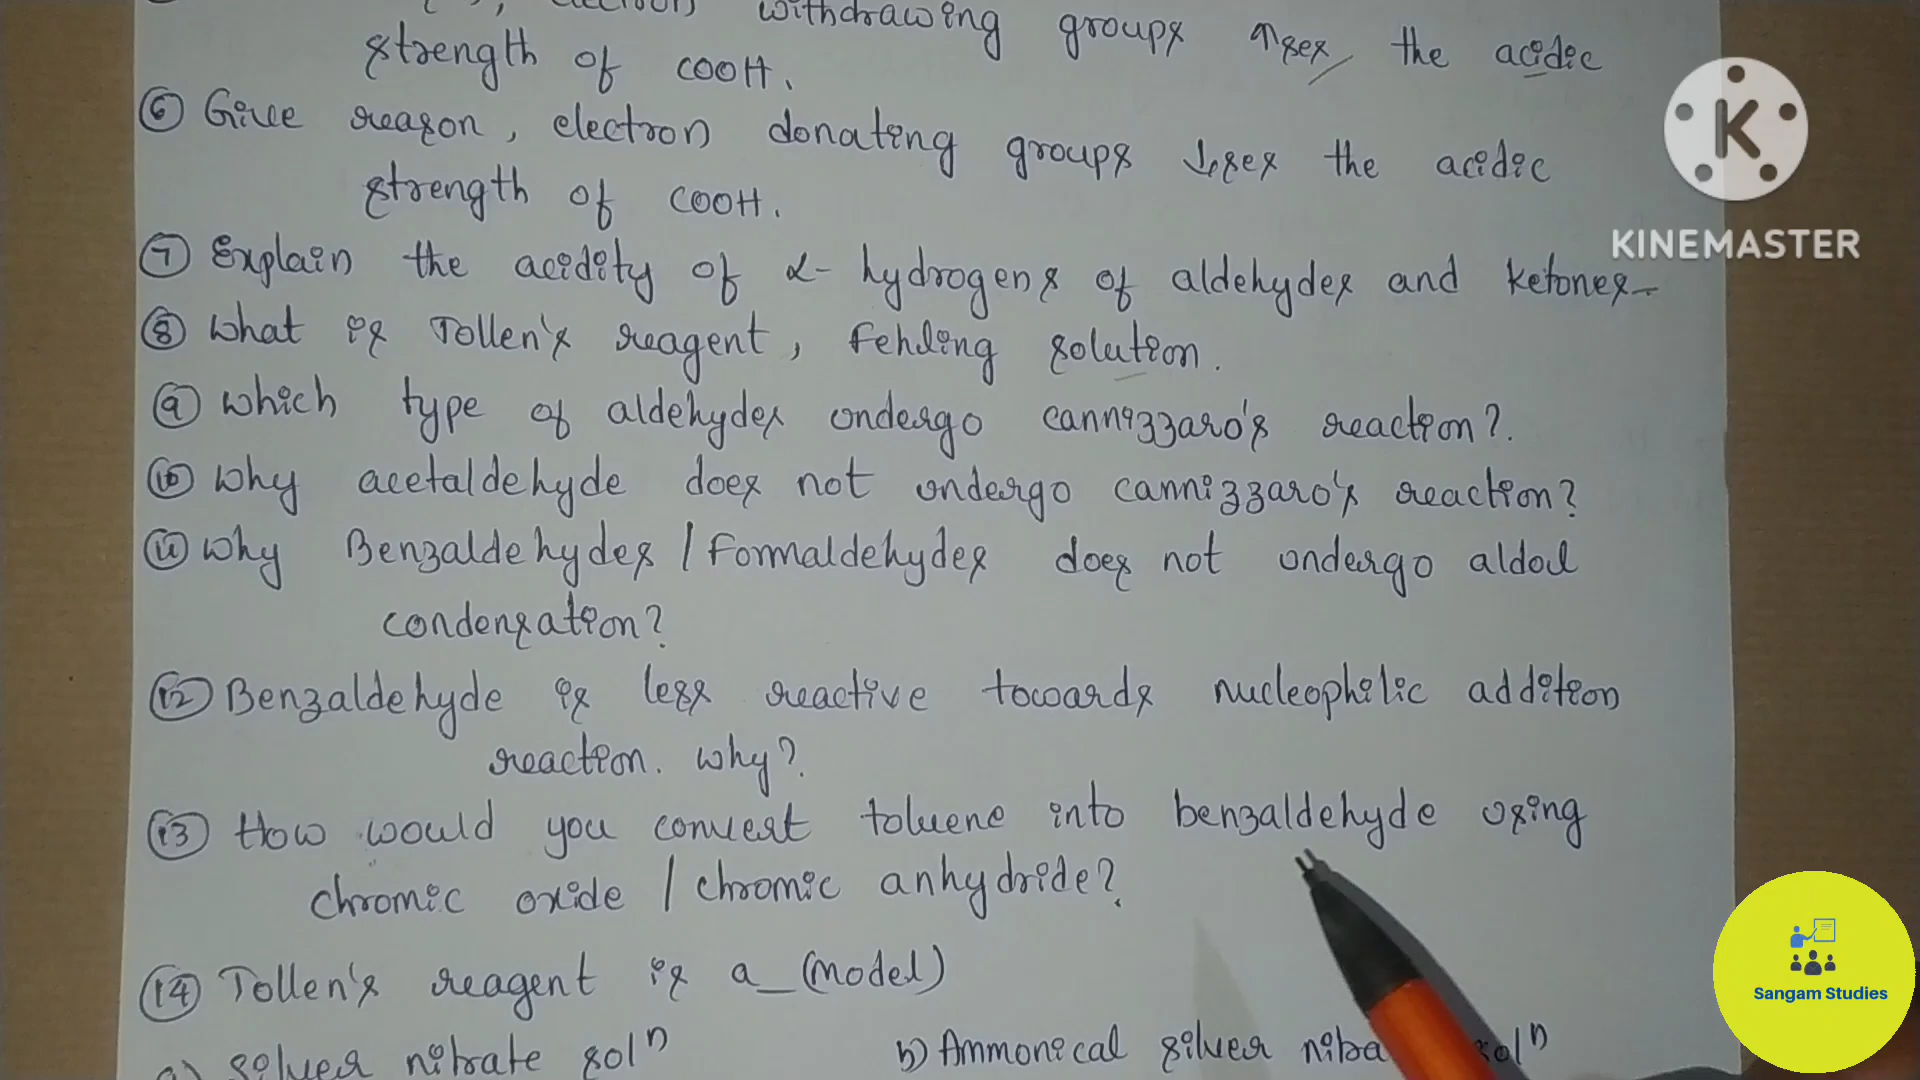 withdrawing groups ↑ses the acidic
strength of COOH.
⑥ Give reason, electron donating groups ↓ses the acidic
strength of COOH.
⑦ Explain the acidity of α- hydrogens of aldehydes and ketones-
⑧ What is Tollen's reagent, Fehling solution.
⑨ which type of aldehydes undergo cannizzaro's reaction?.
⑩ Why acetaldehyde does not undergo cannizzaro's reaction?
⑪ Why Benzaldehydes / Formaldehydes does not undergo aldol
condensation?
⑫ Benzaldehyde is less reactive towards nucleophilic addition
reaction. Why?
⑬ How would you convert toluene into benzaldehyde using
chromic oxide / chromic anhydride?
⑭ Tollen's reagent is a_ (model)
a) Silver nitrate solⁿ b) Ammonical silver nitra solⁿ
K
KINEMASTER
Sangam Studies